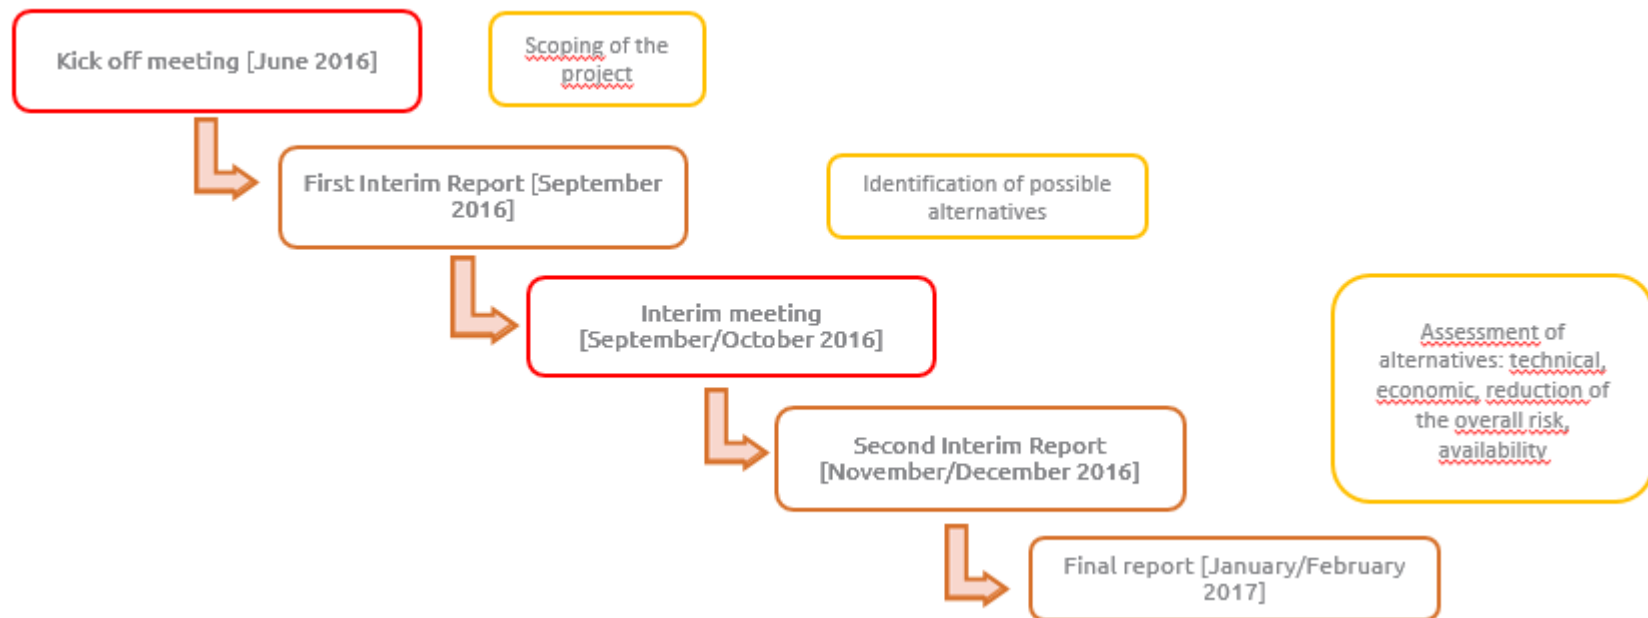 Kick off meeting [June 2016]
Scoping of the
project
First Interim Report [September
2016]
Identification of possible
alternatives
Interim meeting
[September/October 2016]
Assessment of
alternatives: technical,
economic, reduction of
the overall risk,
availability
Second Interim Report
[November/December 2016]
Final report [January/February
2017]